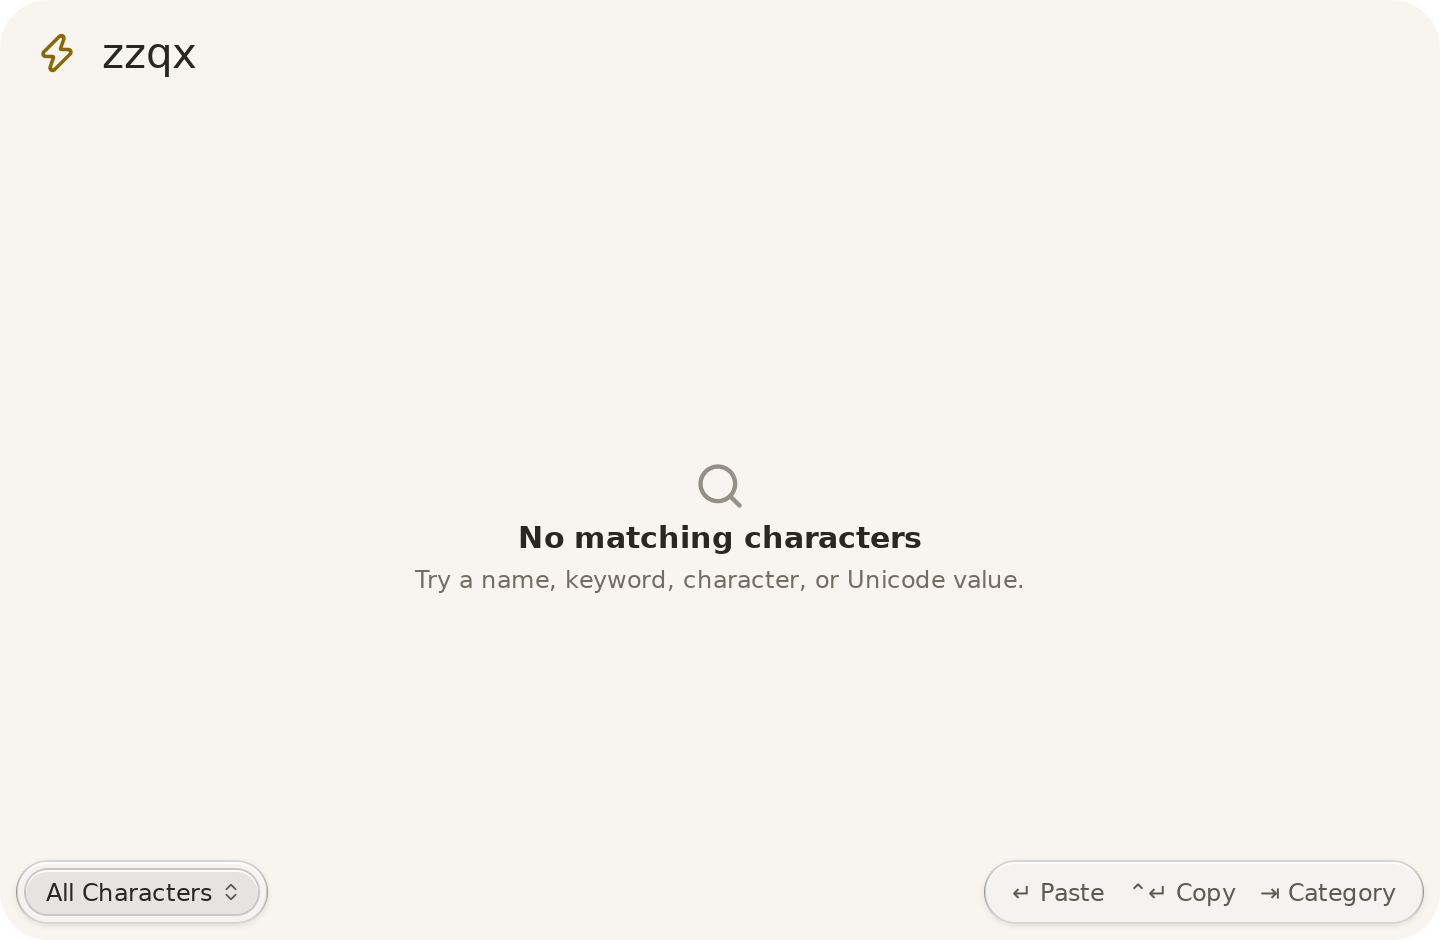 zzqx
No matching characters
Try a name, keyword, character, or Unicode value.
All Characters
↵ Paste ⌃↵ Copy ⇥ Category